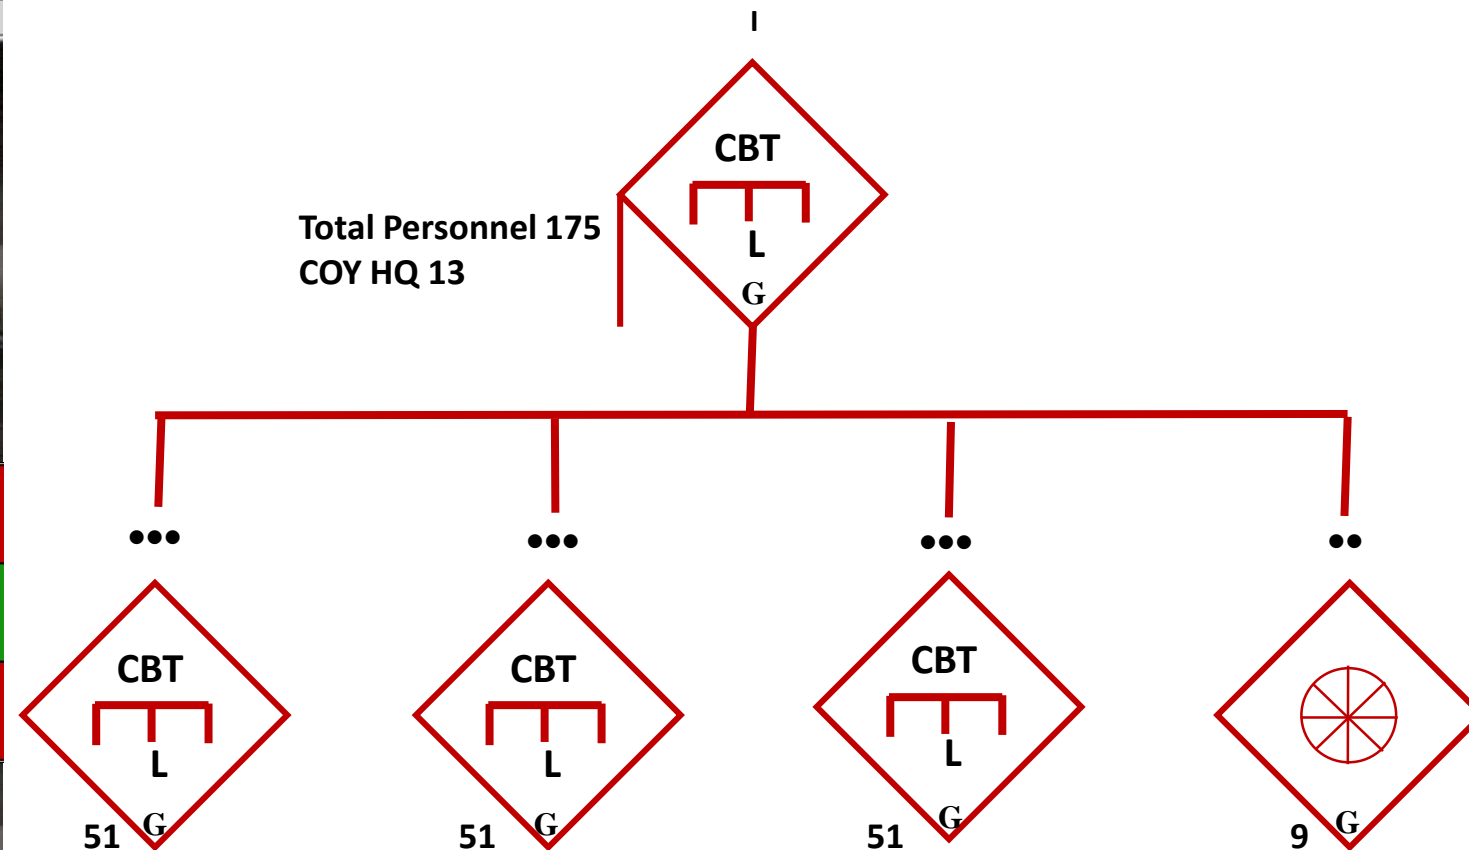 I
CBT
L
G
Total Personnel 175
COY HQ 13
•••
•••
•••
••
CBT
L
G
51
CBT
L
G
51
CBT
L
G
51
G
9